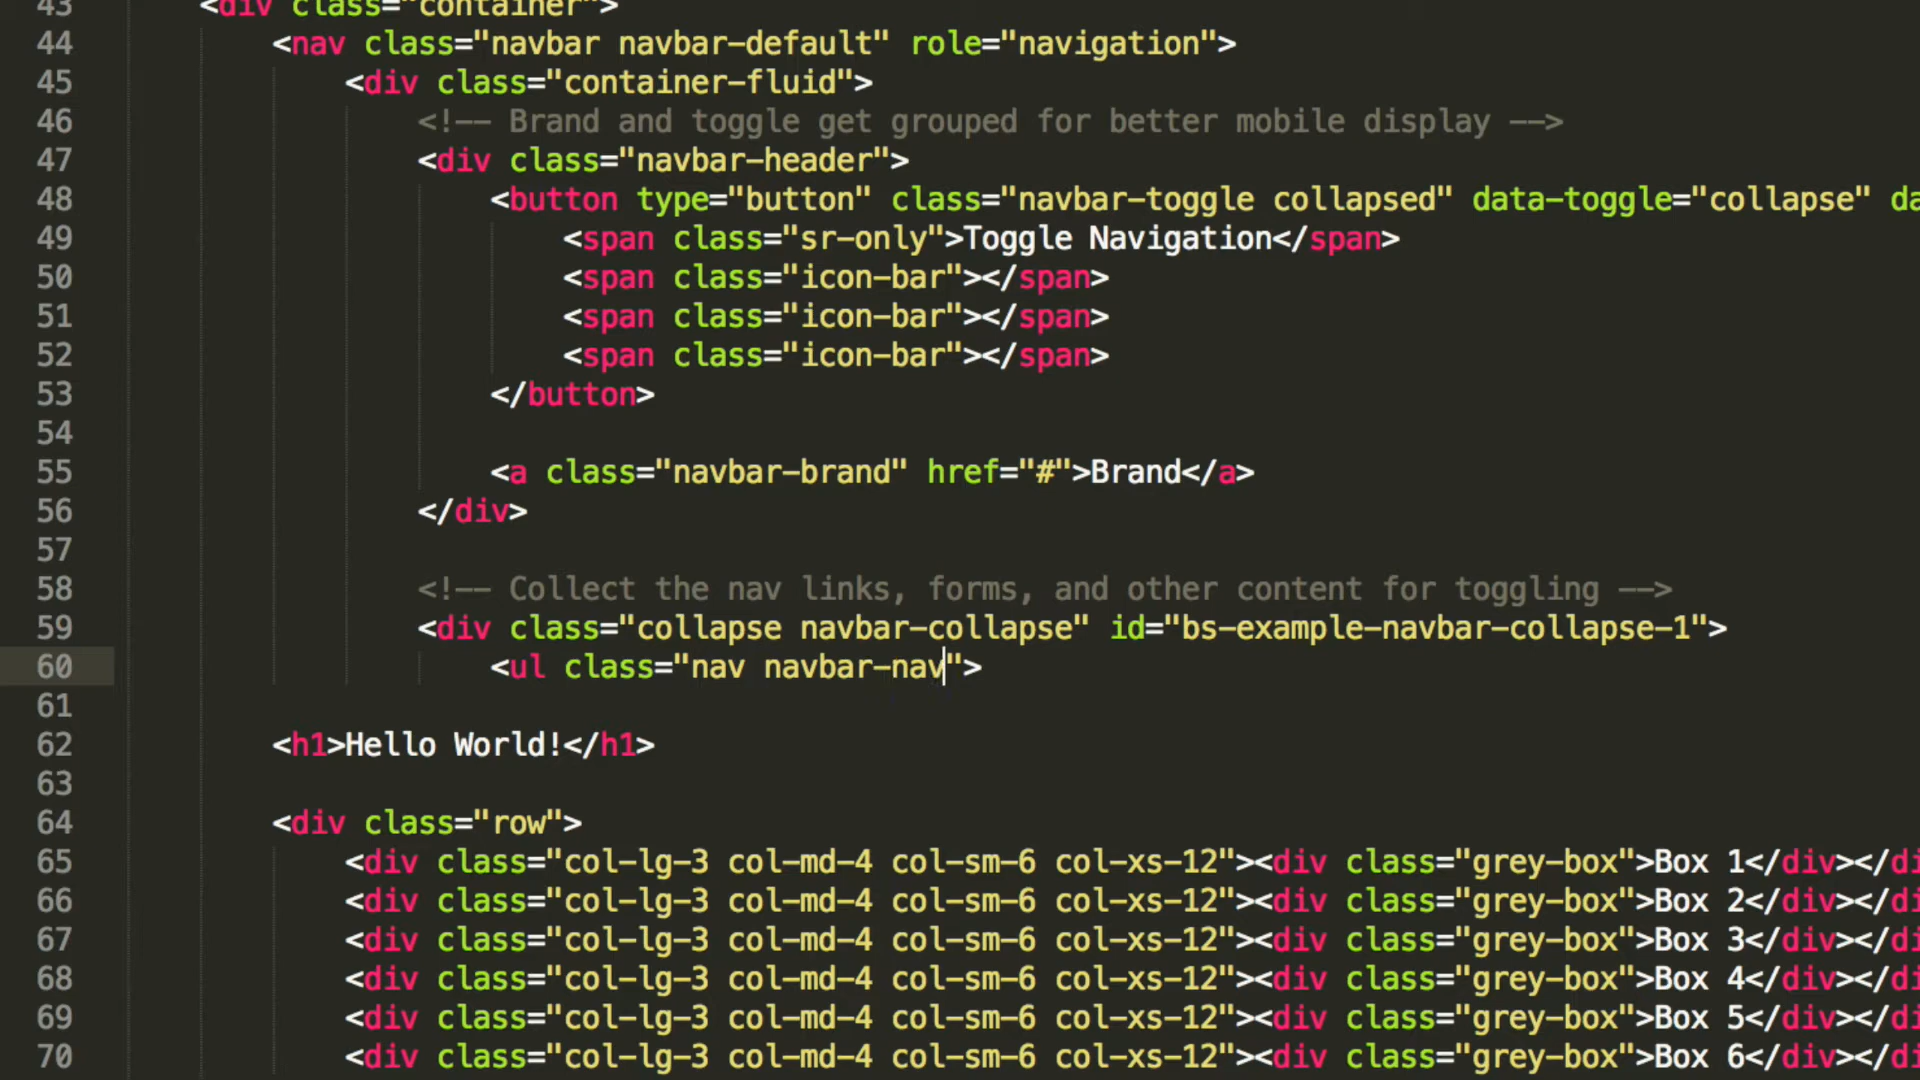 43 <div class="container">
44 <nav class="navbar navbar-default" role="navigation">
45 <div class="container-fluid">
46 <!-- Brand and toggle get grouped for better mobile display -->
47 <div class="navbar-header">
48 <button type="button" class="navbar-toggle collapsed" data-toggle="collapse" da
49 <span class="sr-only">Toggle Navigation</span>
50 <span class="icon-bar"></span>
51 <span class="icon-bar"></span>
52 <span class="icon-bar"></span>
53 </button>
54
55 <a class="navbar-brand" href="#">Brand</a>
56 </div>
57
58 <!-- Collect the nav links, forms, and other content for toggling -->
59 <div class="collapse navbar-collapse" id="bs-example-navbar-collapse-1">
60 <ul class="nav navbar-nav">
61
62 <h1>Hello World!</h1>
63
64 <div class="row">
65 <div class="col-lg-3 col-md-4 col-sm-6 col-xs-12"><div class="grey-box">Box 1</div></di
66 <div class="col-lg-3 col-md-4 col-sm-6 col-xs-12"><div class="grey-box">Box 2</div></di
67 <div class="col-lg-3 col-md-4 col-sm-6 col-xs-12"><div class="grey-box">Box 3</div></di
68 <div class="col-lg-3 col-md-4 col-sm-6 col-xs-12"><div class="grey-box">Box 4</div></di
69 <div class="col-lg-3 col-md-4 col-sm-6 col-xs-12"><div class="grey-box">Box 5</div></di
70 <div class="col-lg-3 col-md-4 col-sm-6 col-xs-12"><div class="grey-box">Box 6</div></di